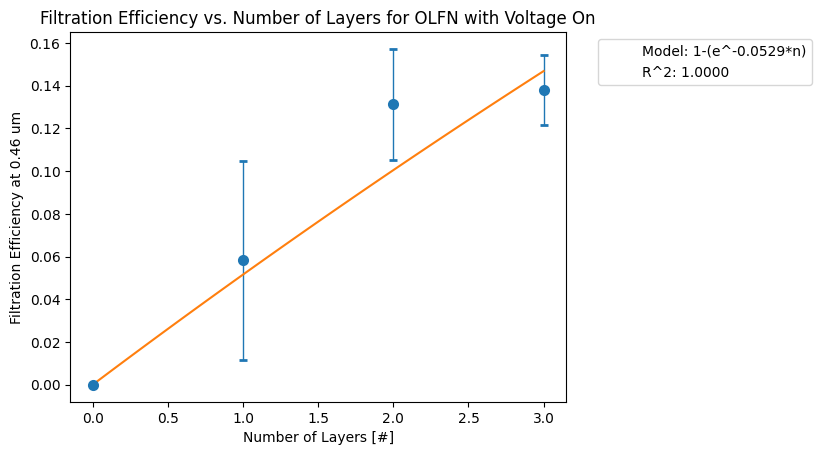 Filtration Efficiency vs. Number of Layers for OLFN with Voltage On
Model: 1-(e^-0.0529*n)
R^2: 1.0000
Filtration Efficiency at 0.46 um
0.16
0.14
0.12
0.10
0.08
0.06
0.04
0.02
0.00
0.0 0.5 1.0 1.5 2.0 2.5 3.0
Number of Layers [#]